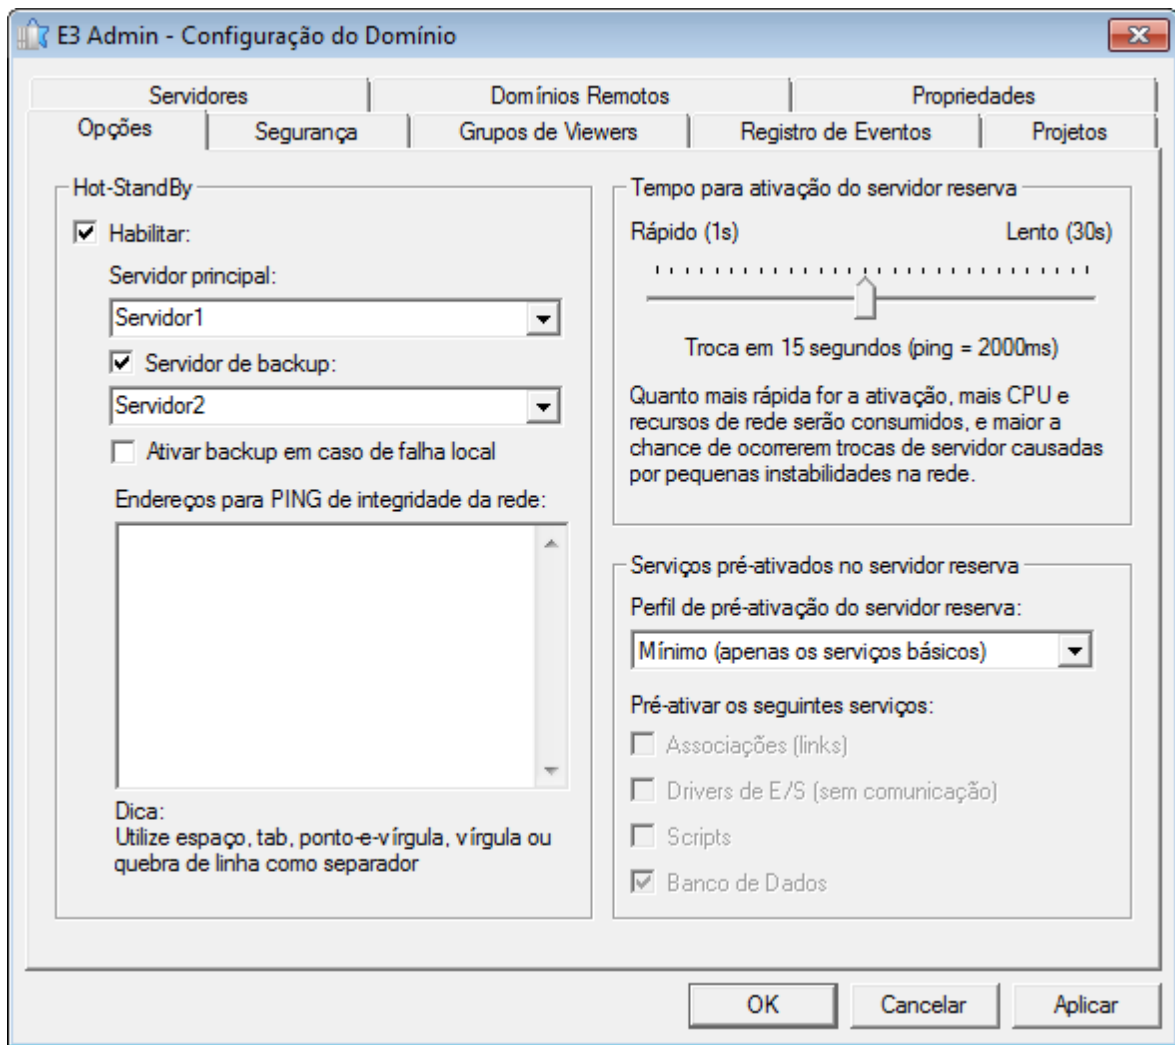 E3 Admin - Configuração do Domínio
Servidores
Domínios Remotos
Propriedades
Opções
Segurança
Grupos de Viewers
Registro de Eventos
Projetos
Hot-StandBy
Habilitar:
Servidor principal:
Servidor1
Servidor de backup:
Servidor2
Ativar backup em caso de falha local
Endereços para PING de integridade da rede:
Dica:
Utilize espaço, tab, ponto-e-vírgula, vírgula ou
quebra de linha como separador
Tempo para ativação do servidor reserva
Rápido (1s)
Lento (30s)
Troca em 15 segundos (ping = 2000ms)
Quanto mais rápida for a ativação, mais CPU e
recursos de rede serão consumidos, e maior a
chance de ocorrerem trocas de servidor causadas
por pequenas instabilidades na rede.
Serviços pré-ativados no servidor reserva
Perfil de pré-ativação do servidor reserva:
Mínimo (apenas os serviços básicos)
Pré-ativar os seguintes serviços:
Associações (links)
Drivers de E/S (sem comunicação)
Scripts
Banco de Dados
OK
Cancelar
Aplicar